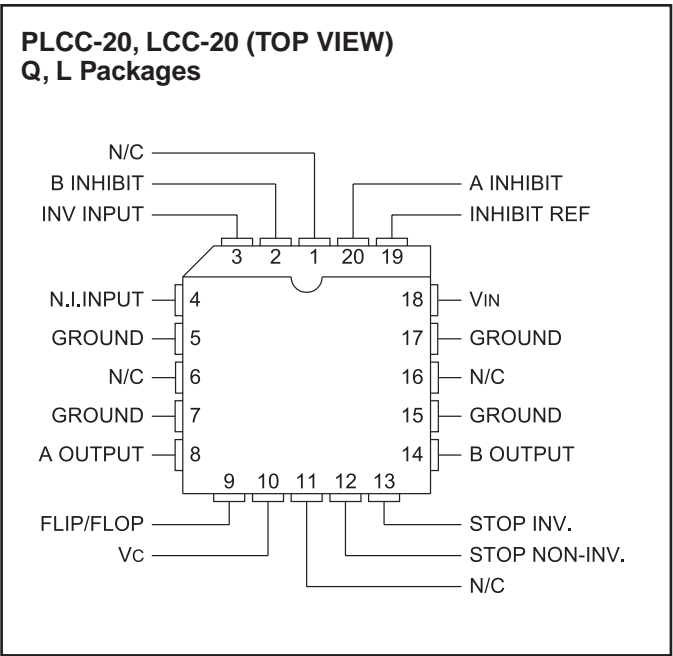 PLCC-20, LCC-20 (TOP VIEW)
Q, L Packages
N/C
B INHIBIT
A INHIBIT
INV INPUT
INHIBIT REF
3 2 1 20 19
N.I.INPUT 4 18 VIN
GROUND 5 17 GROUND
N/C 6 16 N/C
GROUND 7 15 GROUND
A OUTPUT 8 14 B OUTPUT
9 10 11 12 13
FLIP/FLOP
STOP INV.
VC
STOP NON-INV.
N/C